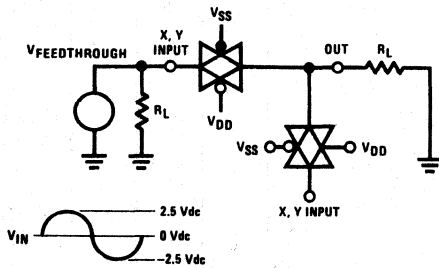 VSS
X, Y
INPUT
VFEEDTHROUGH
OUT
RL
RL
VDD
VSS
VDD
X, Y INPUT
2.5 Vdc
VIN
0 Vdc
−2.5 Vdc